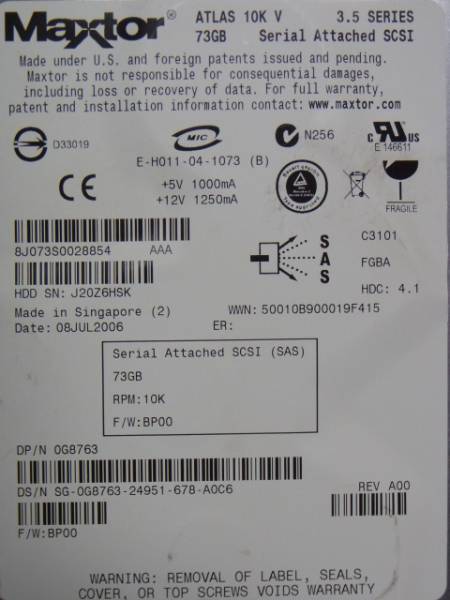 Maxtor® ATLAS 10K V 3.5 SERIES
73GB Serial Attached SCSI
Made under U.S. and foreign patents issued and pending.
Maxtor is not responsible for consequential damages,
including loss or recovery of data. For full warranty,
patent and installation information contact: www.maxtor.com
D33019 MIC N256 c RU US
E 146611
E-H011-04-1073 (B)
CE +5V 1000mA
+12V 1250mA
FRAGILE
8J073S0028854 AAA
HDD SN: J20Z6HSK
S
A
S
C3101
FGBA
HDC: 4.1
Made in Singapore (2) WWN: 50010B900019F415
Date: 08JUL2006 ER:
Serial Attached SCSI (SAS)
73GB
RPM:10K
F/W:BP00
DP/N 0G8763
DS/N SG-0G8763-24951-678-A0C6
REV A00
F/W:BP00
WARNING: REMOVAL OF LABEL, SEALS,
COVER, OR TOP SCREWS VOIDS WARRANTY